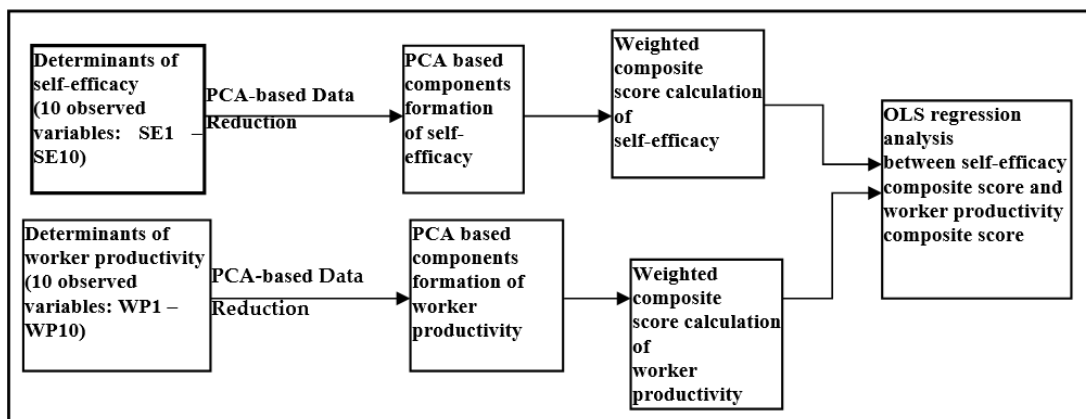 Determinants of
self-efficacy
(10 observed
variables: SE1 –
SE10)
PCA-based Data
Reduction
PCA based
components
formation
of self-
efficacy
Weighted
composite
score calculation
of
self-efficacy
OLS regression
analysis
between self-efficacy
composite score and
worker productivity
composite score
Determinants of
worker productivity
(10 observed
variables: WP1 –
WP10)
PCA-based Data
Reduction
PCA based
components
formation of
worker
productivity
Weighted
composite
score calculation
of
worker
productivity